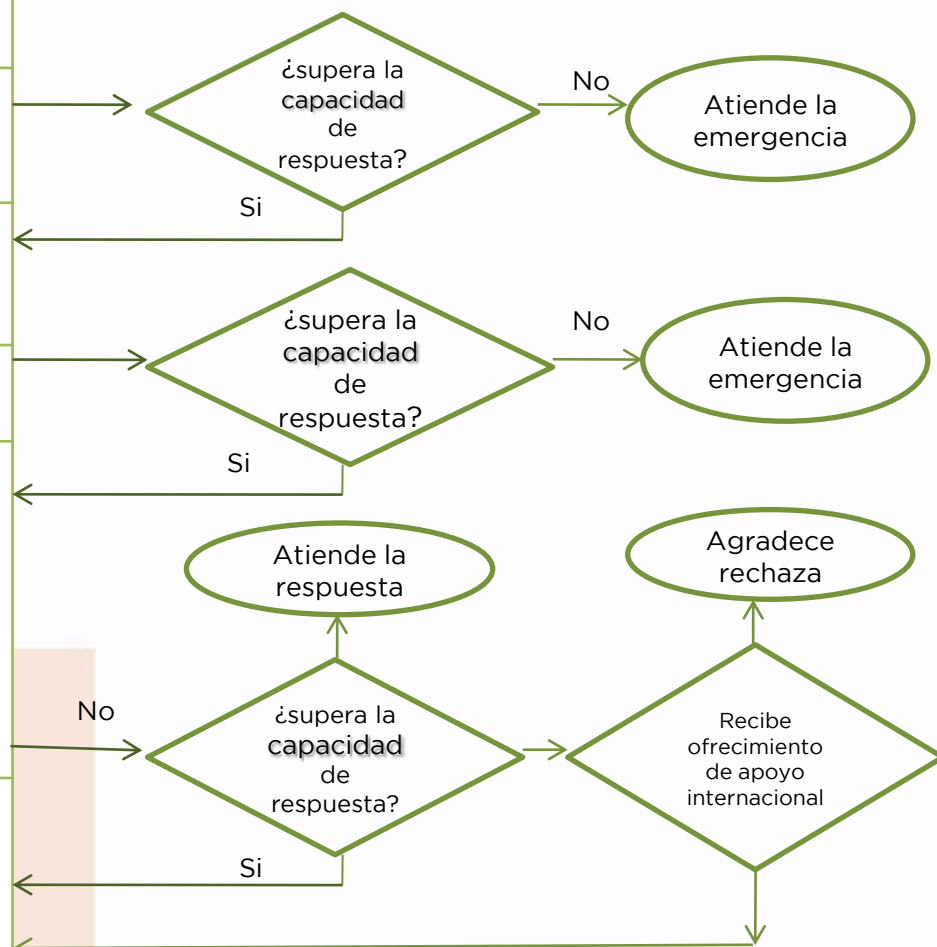 ¿supera la
capacidad
de
respuesta?
No
Atiende la
emergencia
Si
¿supera la
capacidad
de
respuesta?
No
Atiende la
emergencia
Si
Atiende la
respuesta
Agradece
rechaza
No
¿supera la
capacidad
de
respuesta?
Recibe
ofrecimiento
de apoyo
internacional
Si